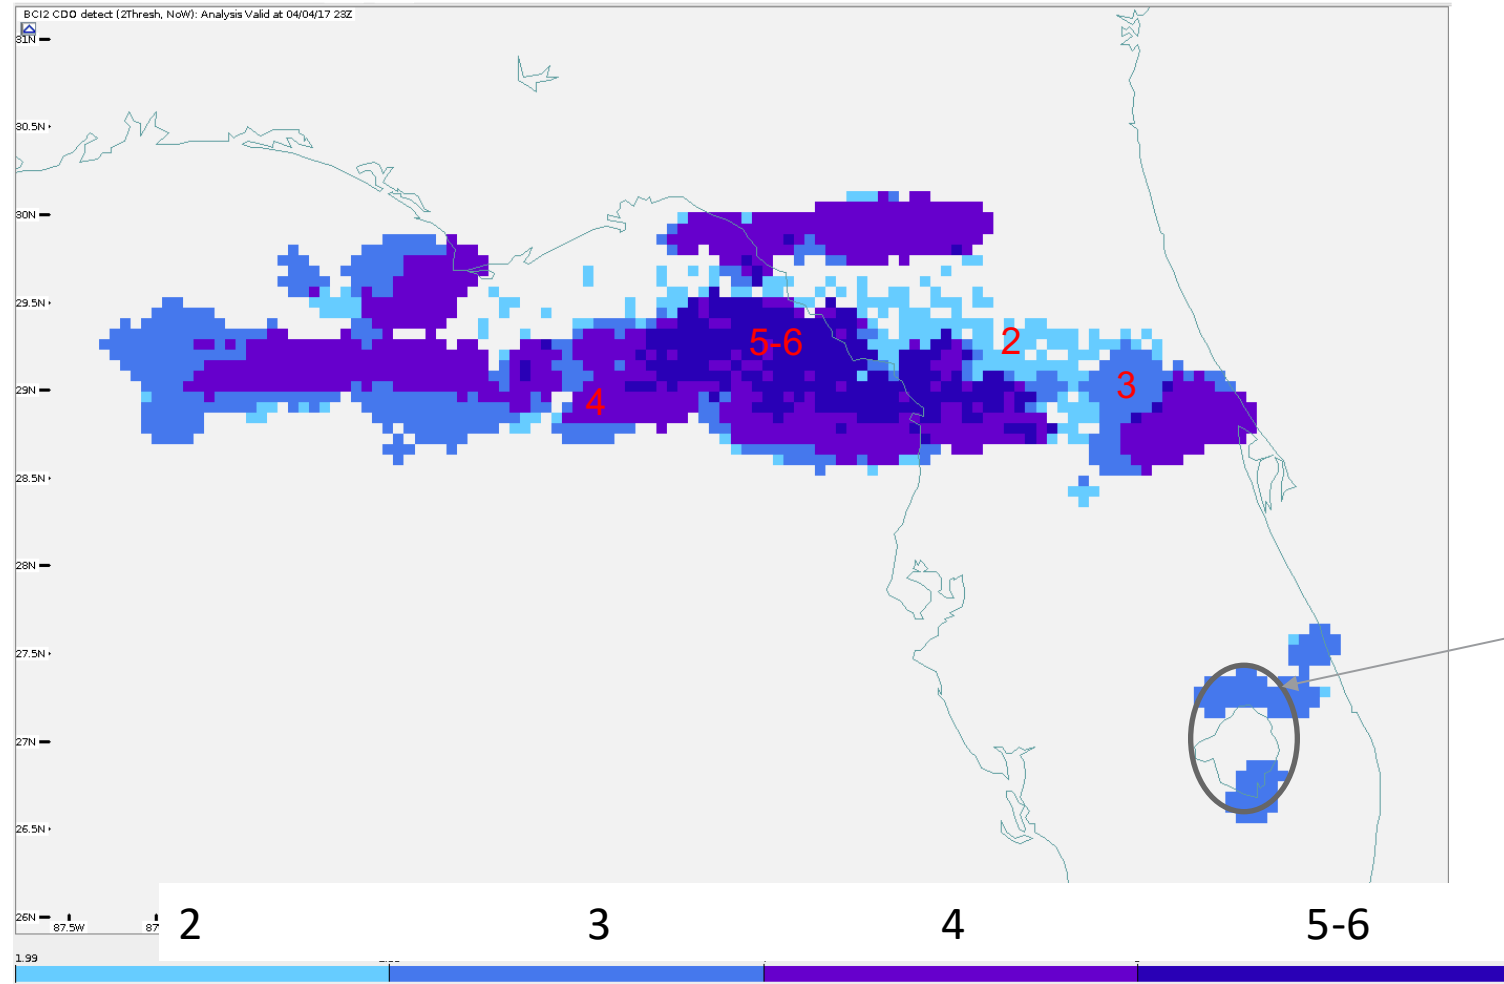 BCI2 CDO detect (2Thresh, NoW): Analysis Valid at 04/04/17 23Z
31N
30.5N
30N
29.5N
29N
28.5N
28N
27.5N
27N
26.5N
26N
5-6
2
3
4
87.5W
87
2 3 4 5-6
1.99